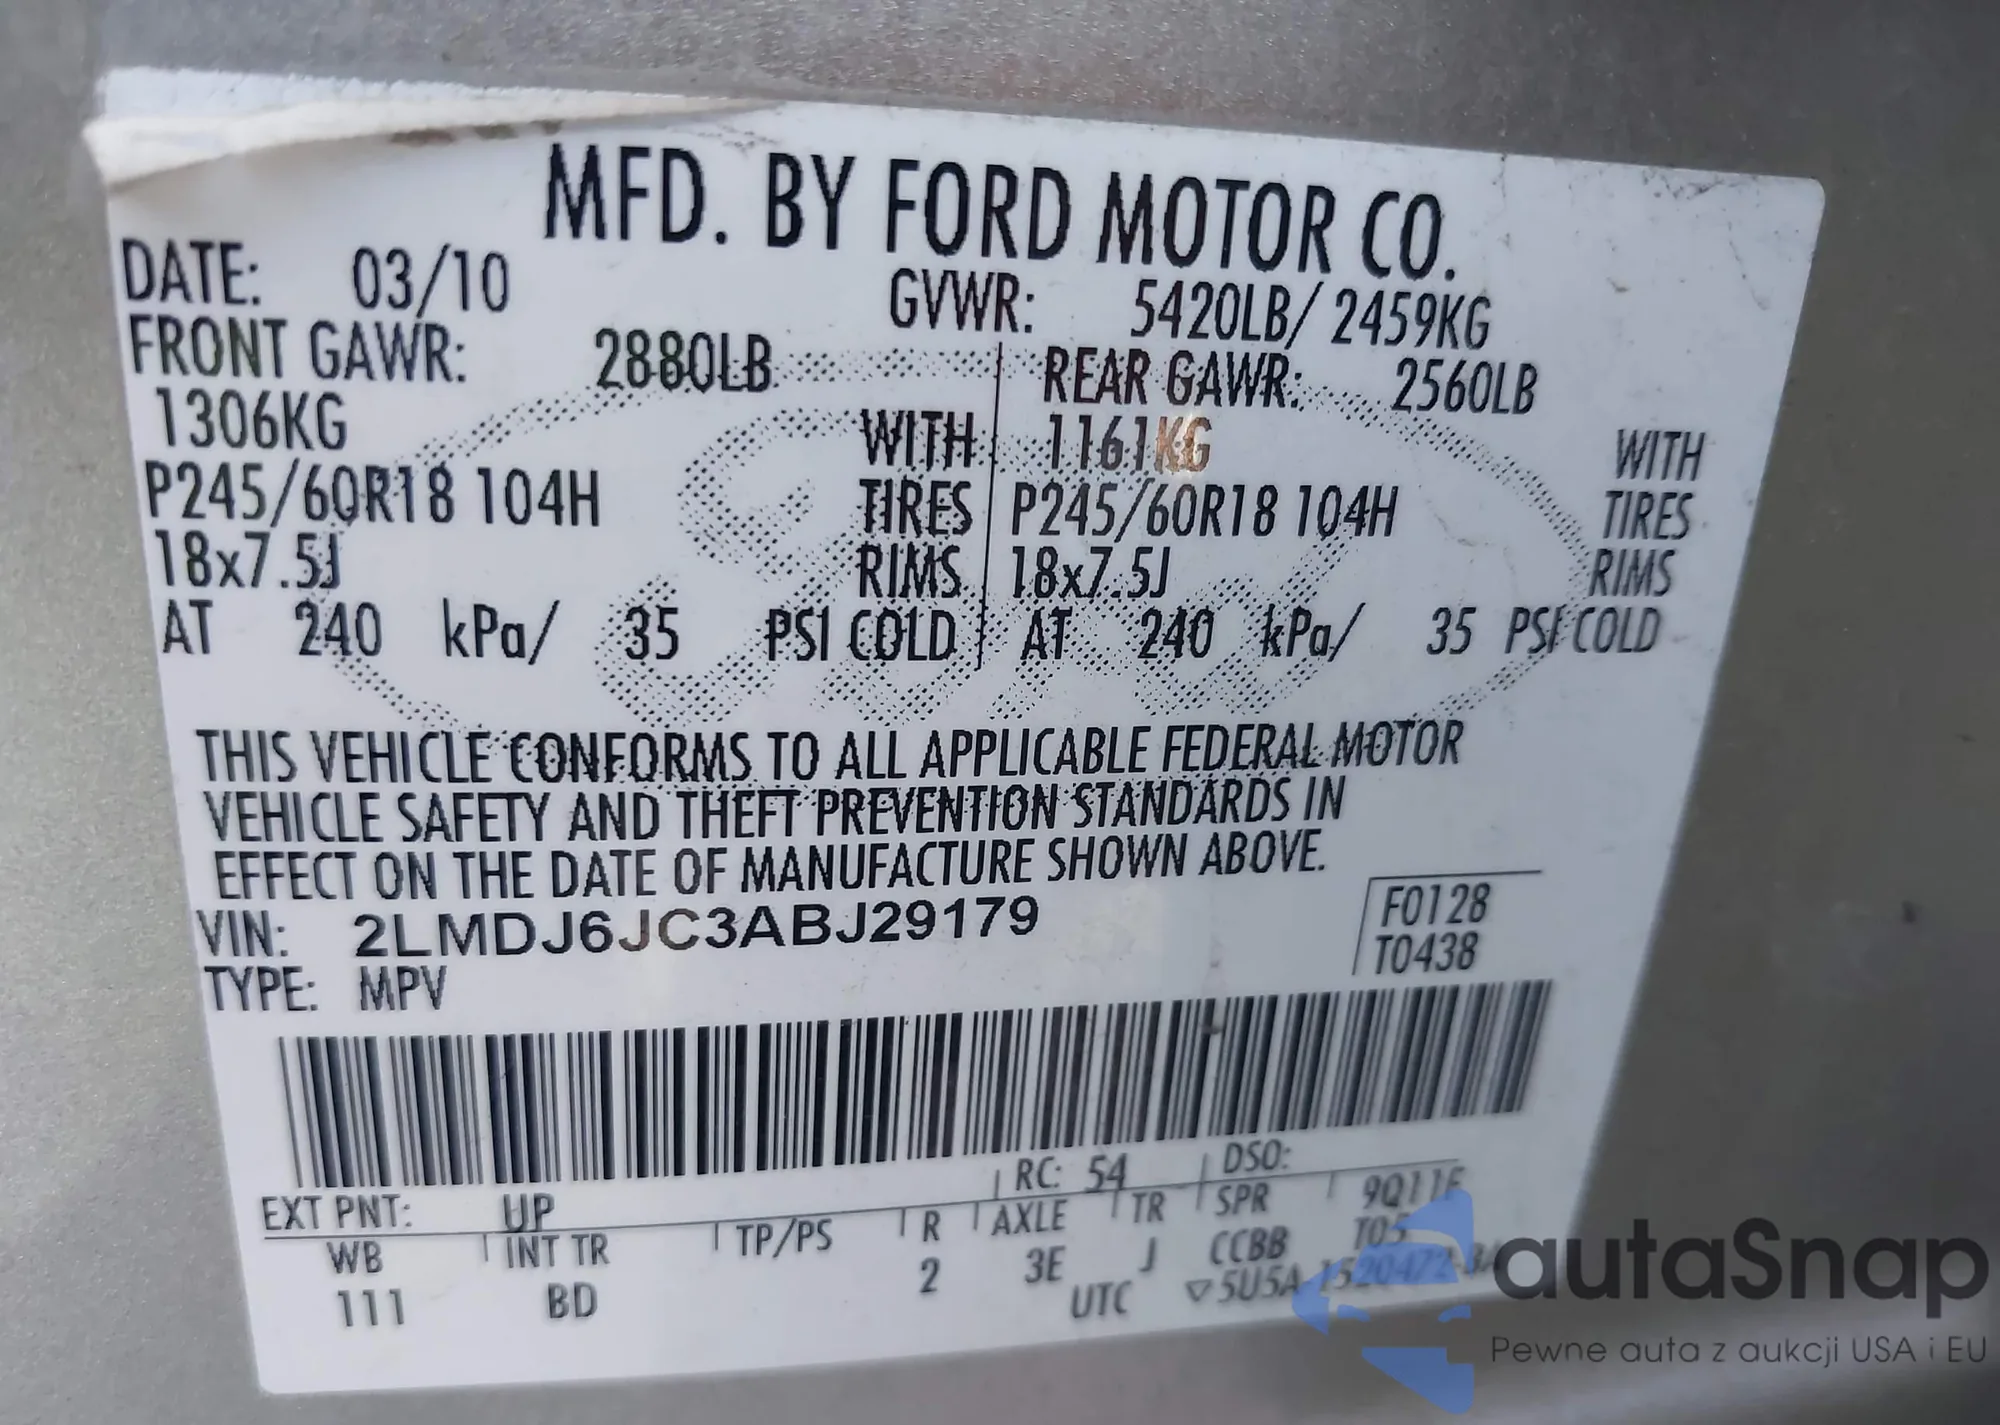 MFD. BY FORD MOTOR CO.
DATE: 03/10 GVWR: 5420LB/ 2459KG
FRONT GAWR: 2880LB REAR GAWR: 2560LB
1306KG WITH 1161KG WITH
P245/60R18 104H TIRES P245/60R18 104H TIRES
18x7.5J RIMS 18x7.5J RIMS
AT 240 kPa/ 35 PSI COLD AT 240 kPa/ 35 PSI COLD
THIS VEHICLE CONFORMS TO ALL APPLICABLE FEDERAL MOTOR
VEHICLE SAFETY AND THEFT PREVENTION STANDARDS IN
EFFECT ON THE DATE OF MANUFACTURE SHOWN ABOVE.
VIN: 2LMDJ6JC3ABJ29179 F0128
TYPE: MPV T0438
EXT PNT: UP RC: 54 DSO:
WB INT TR TP/PS R AXLE TR SPR
111 BD 2 3E J CCBB
UTC ▽5U5A
autaSnap
Pewne auta z aukcji USA i EU